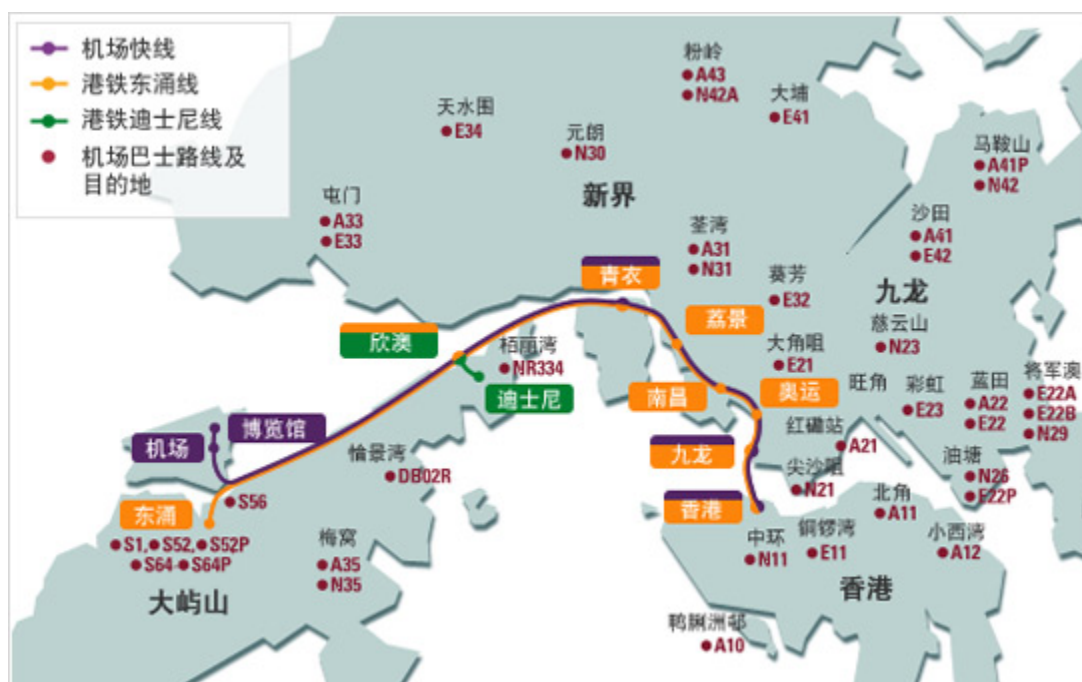 机场快线
港铁东涌线
港铁迪士尼线
机场巴士路线及
目的地
粉岭
A43
N42A
大埔
E41
天水围
E34
元朗
N30
马鞍山
A41P
N42
新界
屯门
A33
E33
沙田
A41
E42
荃湾
A31
N31
青衣
葵芳
E32
九龙
荔景
慈云山
N23
欣澳
栢丽湾
NR334
大角咀
E21
迪士尼
南昌
奥运
旺角
彩虹
E23
蓝田
A22
E22
将军澳
E22A
E22B
N29
博览馆
机场
红磡站
A21
九龙
愉景湾
DB02R
尖沙咀
N21
油塘
N26
E22P
S56
东涌
香港
北角
A11
S1, S52, S52P
S64 S64P
梅窝
A35
N35
中环
N11
铜锣湾
E11
小西湾
A12
大屿山
香港
鸭脷洲邨
A10